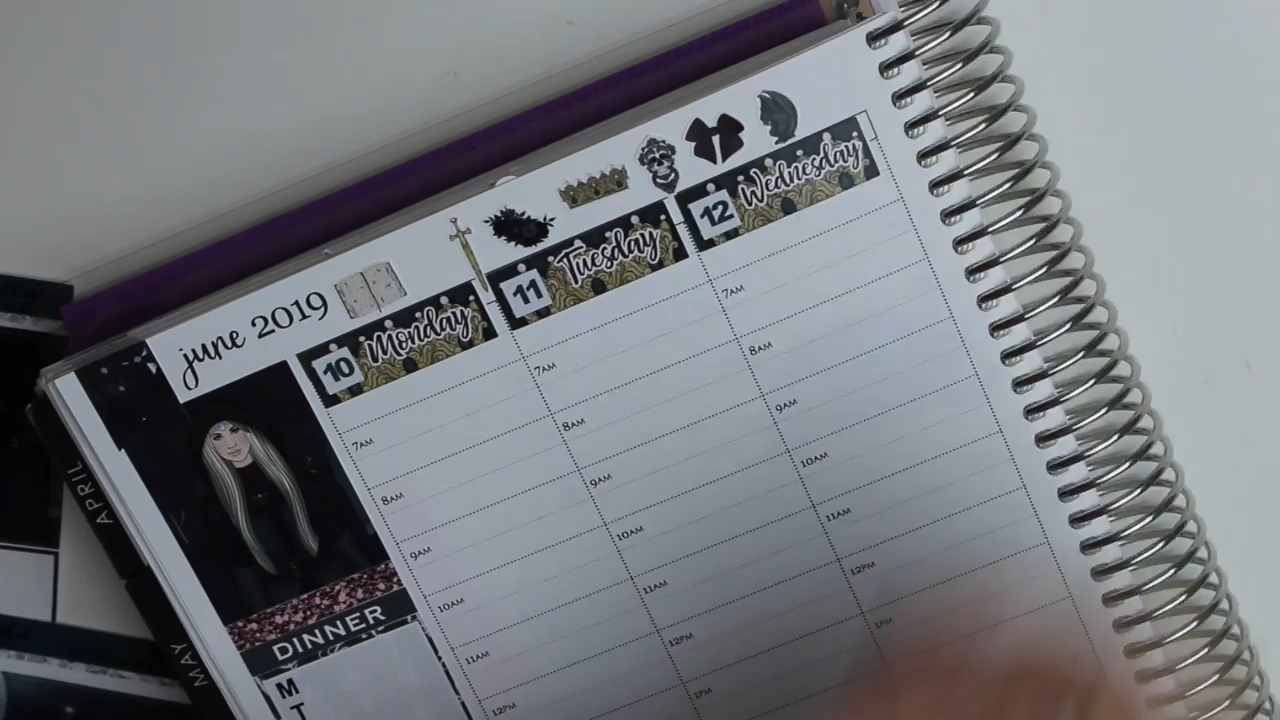 june 2019
10 Monday
11 Tuesday
12 Wednesday
7AM
8AM
9AM
10AM
11AM
12PM
7AM
8AM
9AM
10AM
11AM
12PM
1PM
7AM
8AM
9AM
10AM
11AM
12PM
1PM
DINNER
M
T
APRIL
MAY